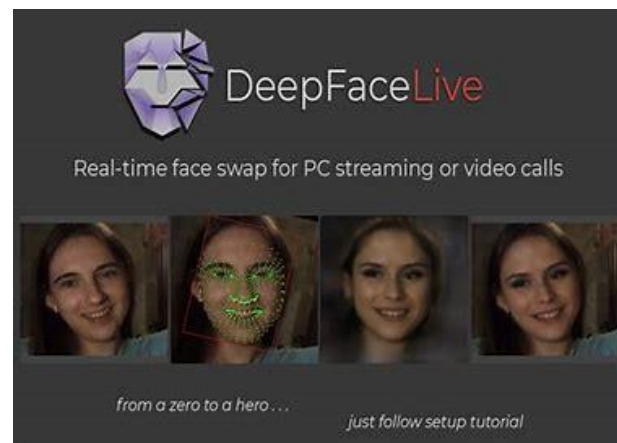 DeepFaceLive
Real-time face swap for PC streaming or video calls
from a zero to a hero...
just follow setup tutorial